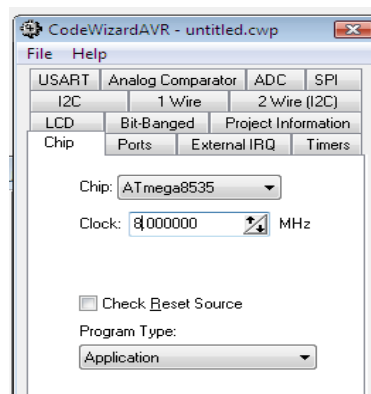 CodeWizardAVR - untitled.cwp
File Help
USART Analog Comparator ADC SPI
I2C 1 Wire 2 Wire (I2C)
LCD Bit-Banged Project Information
Chip Ports External IRQ Timers
Chip: ATmega8535
Clock: 8,000000 MHz
Check Reset Source
Program Type:
Application